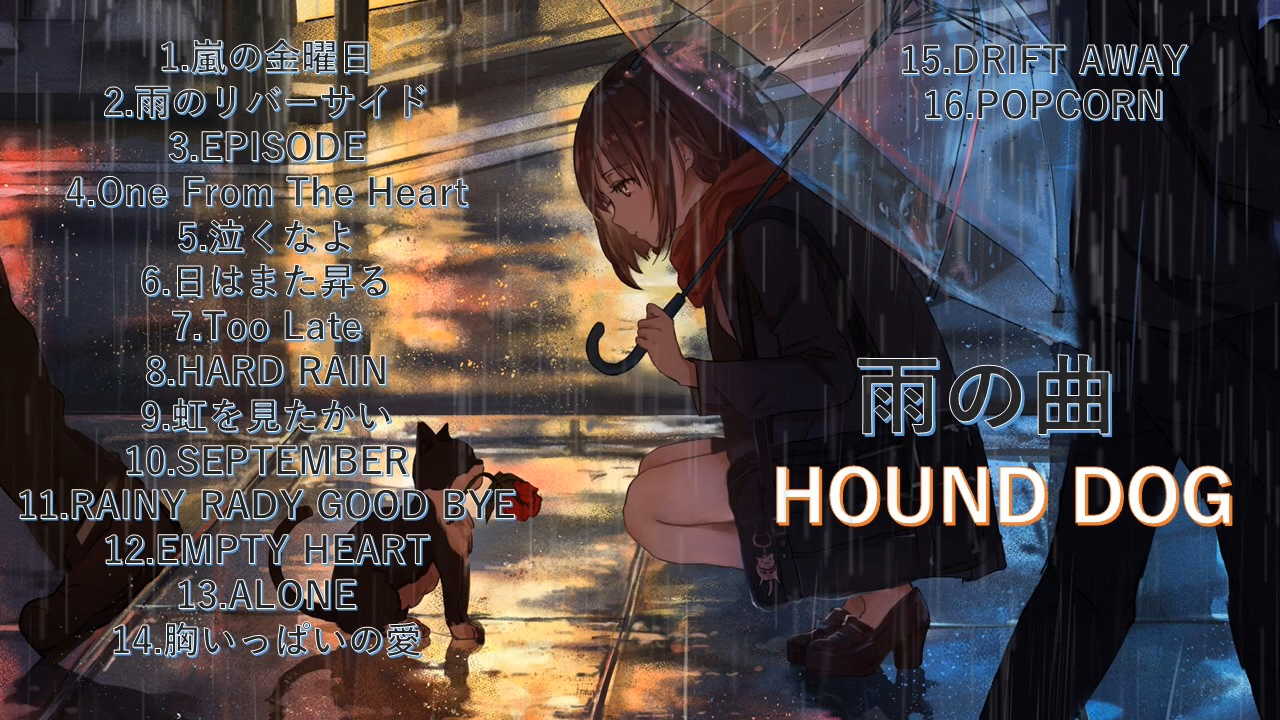 1.嵐の金曜日
2.雨のリバーサイド
3.EPISODE
4.One From The Heart
5.泣くなよ
6.日はまた昇る
7.Too Late
8.HARD RAIN
9.虹を見たかい
10.SEPTEMBER
11.RAINY RADY GOOD BYE
12.EMPTY HEART
13.ALONE
14.胸いっぱいの愛
15.DRIFT AWAY
16.POPCORN
雨の曲
HOUND DOG